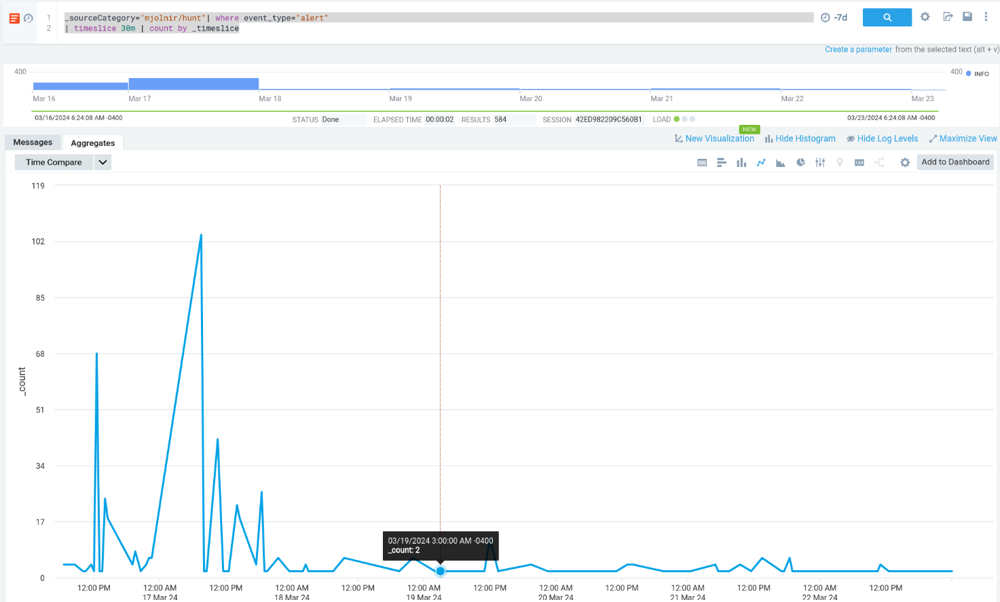 1 _sourceCategory="mjolnir/hunt"| where event_type="alert"
2 | timeslice 30m | count by _timeslice
-7d
Create a parameter from the selected text (alt + v)
400
400 INFO
Mar 16 Mar 17 Mar 18 Mar 19 Mar 20 Mar 21 Mar 22 Mar 23
03/16/2024 6:24:08 AM -0400 STATUS Done ELAPSED TIME 00:00:02 RESULTS 584 SESSION 42ED982209C560B1 LOAD 03/23/2024 6:24:08 AM -0400
NEW
Messages Aggregates New Visualization Hide Histogram Hide Log Levels Maximize View
Time Compare 123 Add to Dashboard
119
102
85
68
51
34
17
0
_count
03/19/2024 3:00:00 AM -0400
_count: 2
12:00 PM 12:00 AM 12:00 PM 12:00 AM 12:00 PM 12:00 AM 12:00 PM 12:00 AM 12:00 PM 12:00 AM 12:00 PM 12:00 AM 12:00 PM
17 Mar 24 18 Mar 24 19 Mar 24 20 Mar 24 21 Mar 24 22 Mar 24